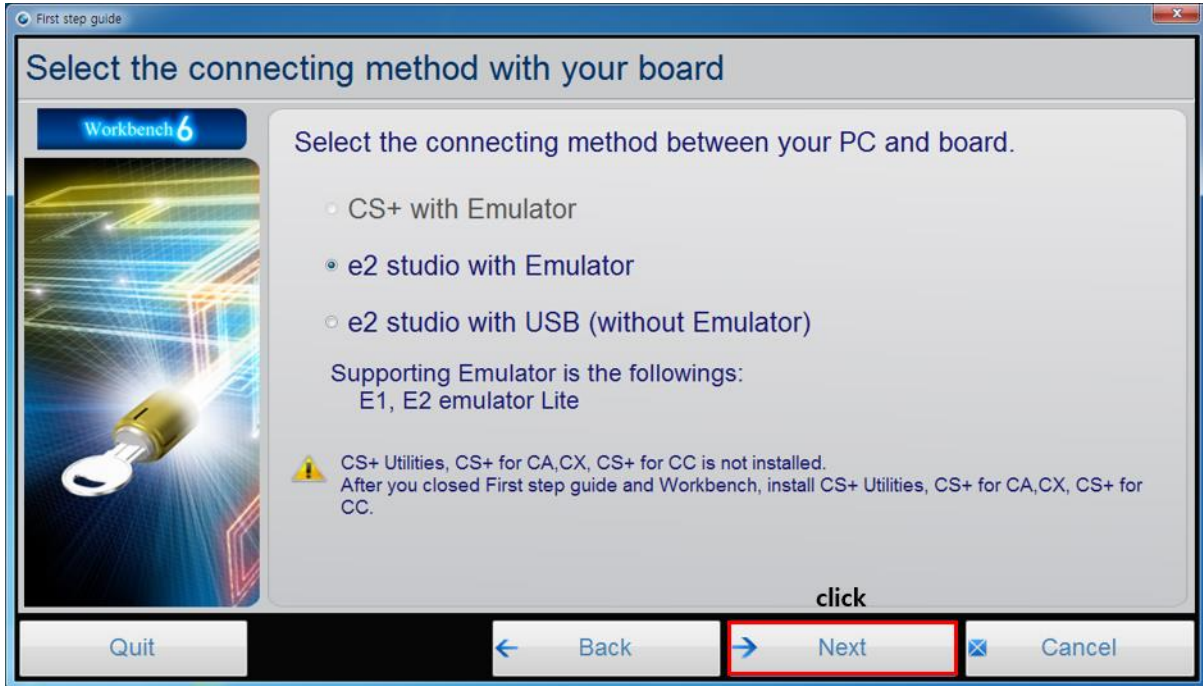 First step guide
Select the connecting method with your board
Workbench 6
Select the connecting method between your PC and board.
CS+ with Emulator
e2 studio with Emulator
e2 studio with USB (without Emulator)
Supporting Emulator is the followings:
E1, E2 emulator Lite
CS+ Utilities, CS+ for CA,CX, CS+ for CC is not installed.
After you closed First step guide and Workbench, install CS+ Utilities, CS+ for CA,CX, CS+ for
CC.
click
Quit
Back
Next
Cancel